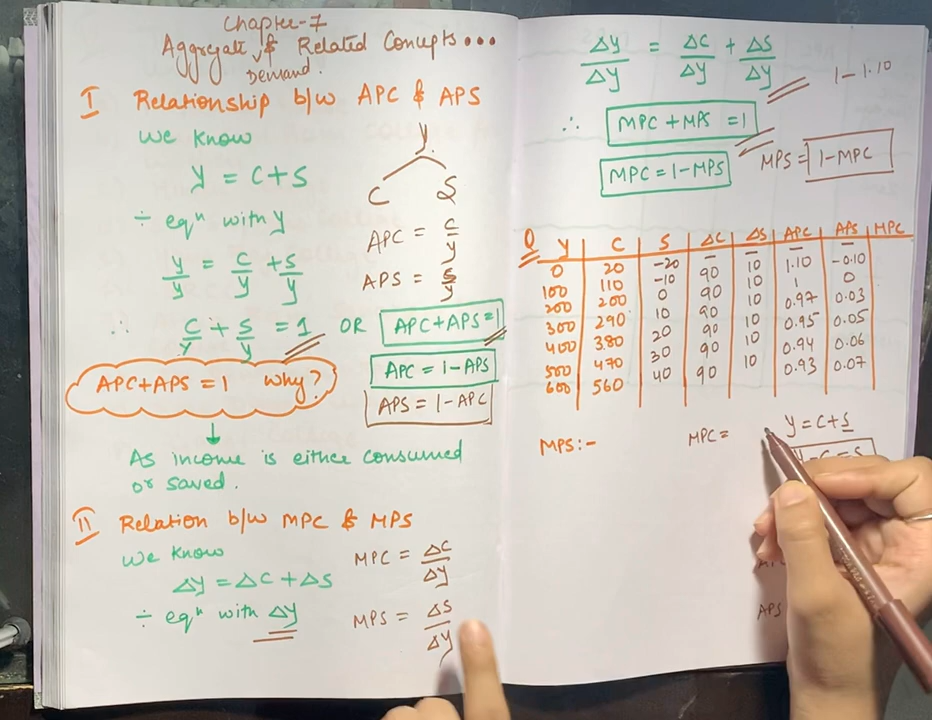 Chapter-7
Aggregate & Related Concepts...
Demand.
I Relationship b/w APC & APS
We know
Y = C+S
÷ eqⁿ with Y
Y/Y = C/Y + S/Y
∴ C/Y + S/Y = 1 OR APC+APS=1
Y.
C S
APC = C/Y
APS = S/Y
APC = 1-APS
APS = 1-APC
APC+APS = 1 why?
As income is either consumed
or saved.
II Relation b/w MPC & MPS
We know
ΔY = ΔC + ΔS
÷ eqⁿ with ΔY
MPC = ΔC/ΔY
MPS = ΔS/ΔY
ΔY/ΔY = ΔC/ΔY + ΔS/ΔY
1-1.10
∴ MPC+MPS =1
MPC = 1-MPS
MPS = 1-MPC
Q Y C S ΔC ΔS APC APS MPC
0 20 -20 - - - -
100 110 -10 90 10 1.10 -0.10
200 200 0 90 10 1 0
300 290 10 90 10 0.97 0.03
400 380 20 90 10 0.95 0.05
500 470 30 90 10 0.94 0.06
600 560 40 90 10 0.93 0.07
MPS:-
MPC=
Y = C+S
Y-C = S
APS